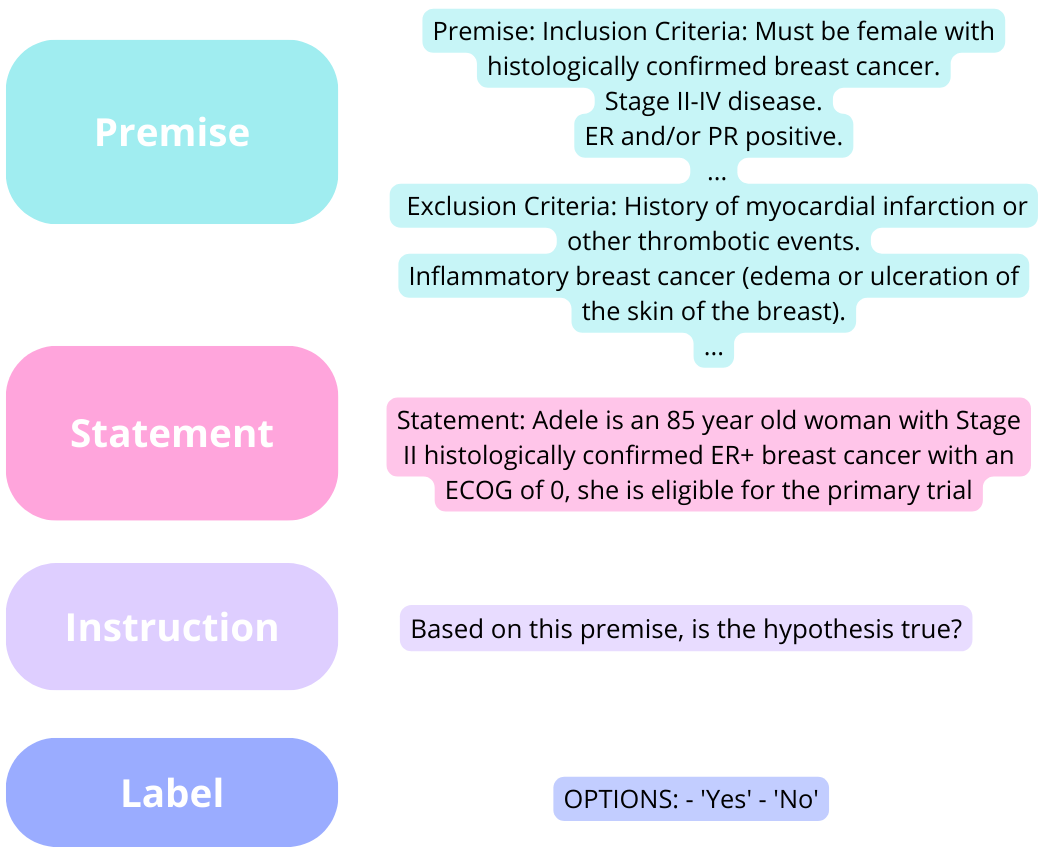 Premise
Premise: Inclusion Criteria: Must be female with
histologically confirmed breast cancer.
Stage II-IV disease.
ER and/or PR positive.
...
Exclusion Criteria: History of myocardial infarction or
other thrombotic events.
Inflammatory breast cancer (edema or ulceration of
the skin of the breast).
...
Statement
Statement: Adele is an 85 year old woman with Stage
II histologically confirmed ER+ breast cancer with an
ECOG of 0, she is eligible for the primary trial
Instruction
Based on this premise, is the hypothesis true?
Label
OPTIONS: - 'Yes' - 'No'